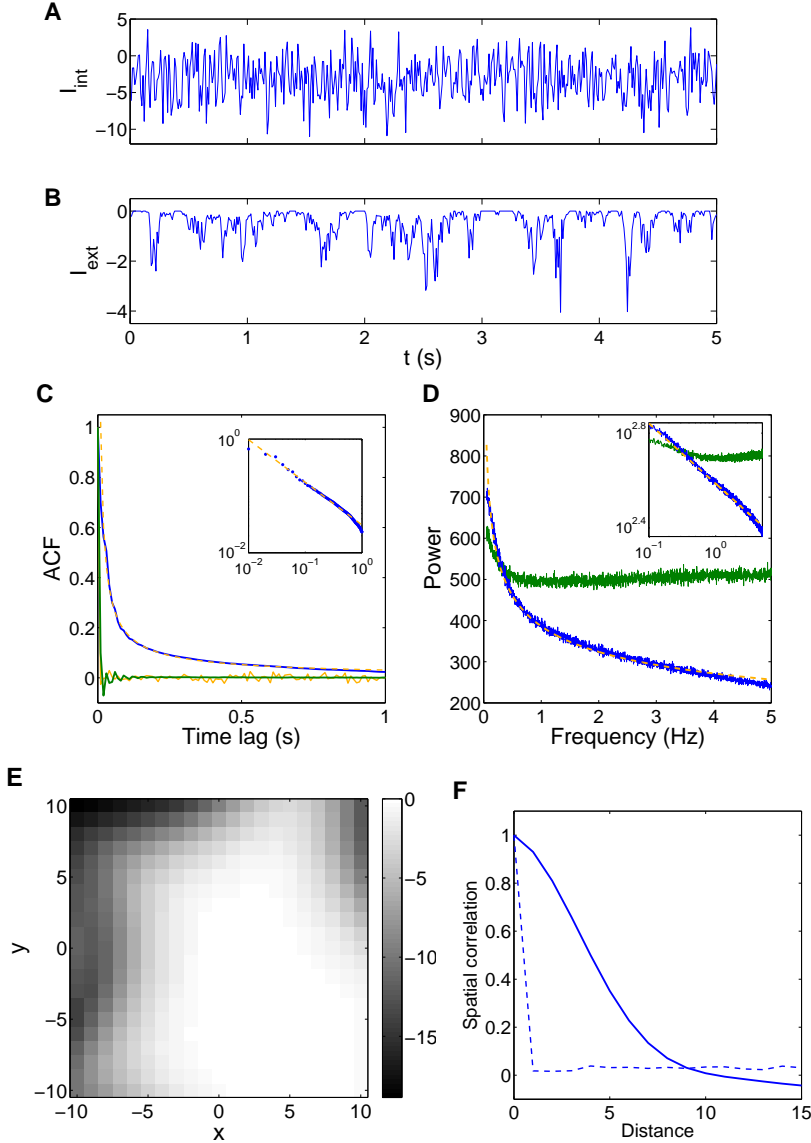 A
I_int
0
−5
−10
B
I_ext
0
−2
−4
0 1 2 3 4 5
t (s)
C
ACF
1
0.8
0.6
0.4
0.2
0
0 0.5 1
Time lag (s)
10^0
10^−2
10^−2 10^−1 10^0
D
Power
900
800
700
600
500
400
300
200
0 1 2 3 4 5
Frequency (Hz)
10^2.8
10^2.4
10^−1 10^0
E
y
10
5
0
−5
−10
−10 −5 0 5 10
x
0
−5
−10
−15
F
Spatial correlation
1
0.8
0.6
0.4
0.2
0
0 5 10 15
Distance